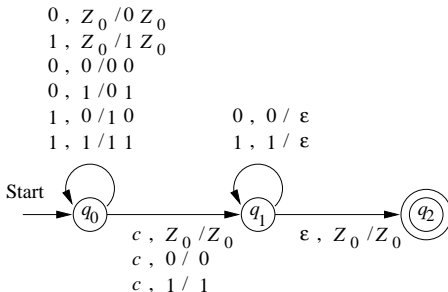 0 , Z0 / 0 Z0
1 , Z0 / 1 Z0
0 , 0 / 0 0
0 , 1 / 0 1
1 , 0 / 1 0
1 , 1 / 1 1
0 , 0 / ε
1 , 1 / ε
Start
q0
q1
q2
c , Z0 / Z0
c , 0 / 0
c , 1 / 1
ε , Z0 / Z0